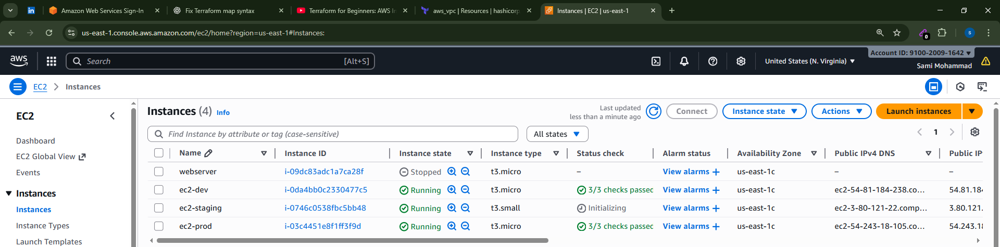 Amazon Web Services Sign-In
Fix Terraform map syntax
Terraform for Beginners: AWS In
aws_vpc | Resources | hashicorp
Instances | EC2 | us-east-1
us-east-1.console.aws.amazon.com/ec2/home?region=us-east-1#Instances:
0
S
aws
Search [Alt+S]
United States (N. Virginia)
Account ID: 9100-2009-1642
Sami Mohammad
EC2 > Instances
EC2
Dashboard
EC2 Global View
Events
Instances
Instances
Instance Types
Launch Templates
Instances (4) Info
Last updated
less than a minute ago
Connect
Instance state
Actions
Launch instances
Find Instance by attribute or tag (case-sensitive)
All states
1
Name Instance ID Instance state Instance type Status check Alarm status Availability Zone Public IPv4 DNS Public IP
webserver i-09dc83adc1a7ca28f Stopped t3.micro – View alarms + us-east-1c – –
ec2-dev i-0da4bb0c2330477c5 Running t3.micro 3/3 checks passed View alarms + us-east-1c ec2-54-81-184-238.co... 54.81.184
ec2-staging i-0746c0538fbc5bb48 Running t3.small Initializing View alarms + us-east-1c ec2-3-80-121-22.comp... 3.80.121.
ec2-prod i-03c4451e8f1ff3f9d Running t3.micro 3/3 checks passed View alarms + us-east-1c ec2-54-243-18-105.co... 54.243.18